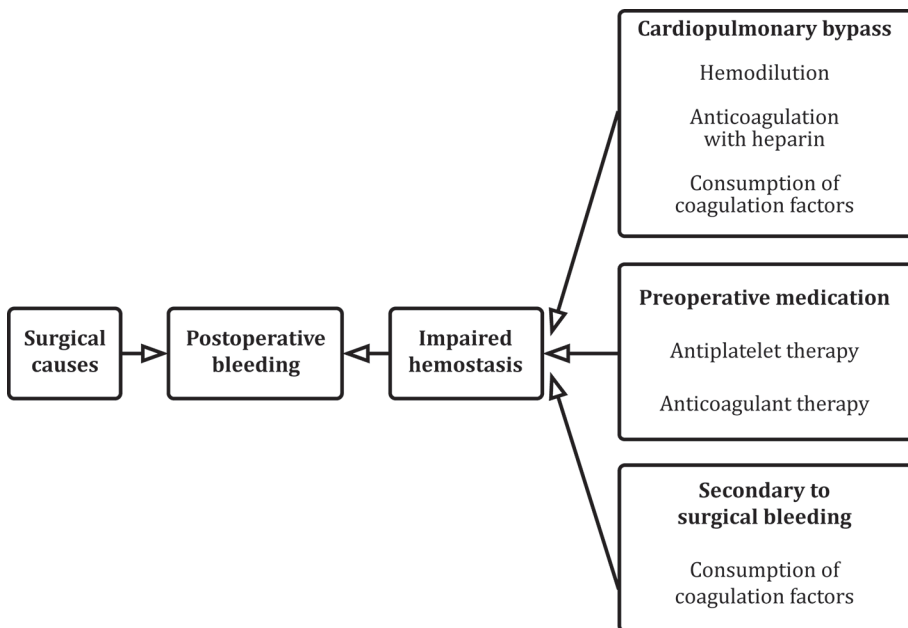 Cardiopulmonary bypass
Hemodilution
Anticoagulation
with heparin
Consumption of
coagulation factors
Surgical
causes
Postoperative
bleeding
Impaired
hemostasis
Preoperative medication
Antiplatelet therapy
Anticoagulant therapy
Secondary to
surgical bleeding
Consumption of
coagulation factors